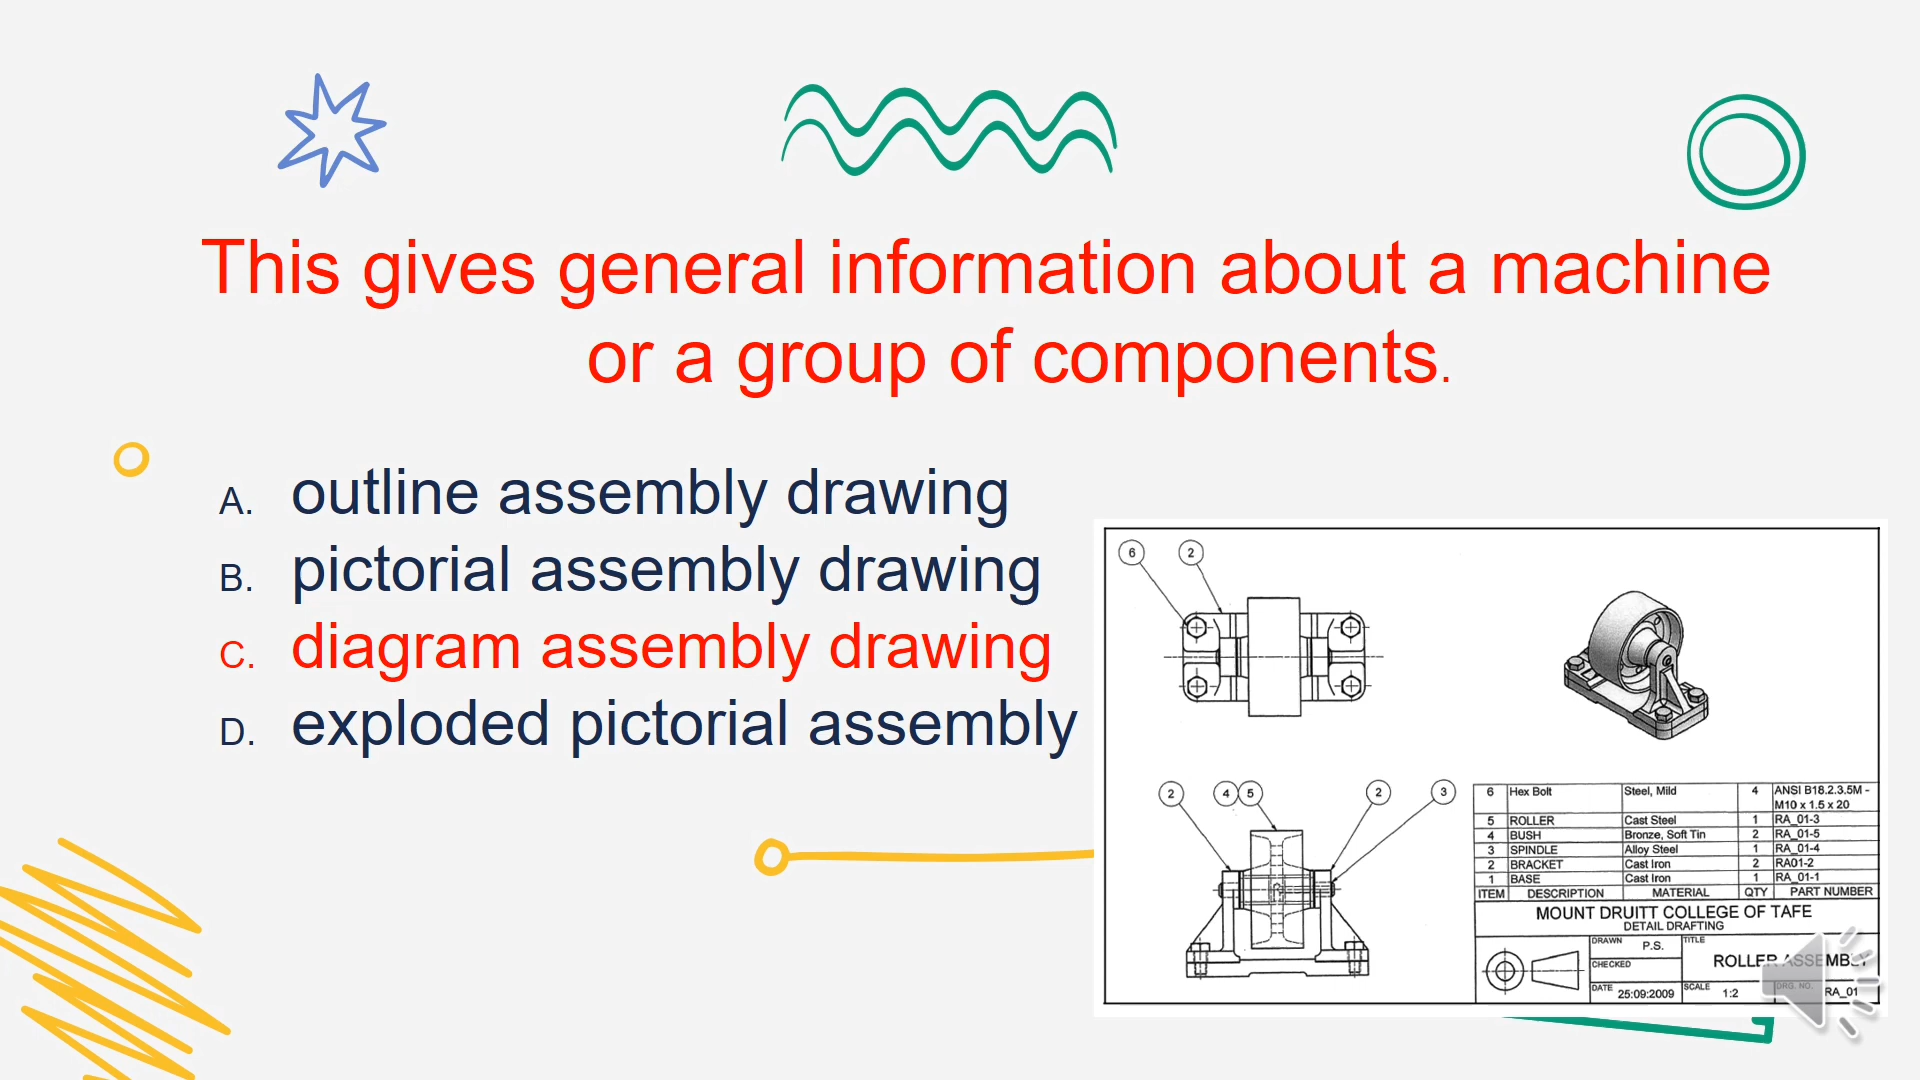 This gives general information about a machine
or a group of components.
A. outline assembly drawing
B. pictorial assembly drawing
C. diagram assembly drawing
D. exploded pictorial assembly
6 2
2 4 5 2 3
6 Hex Bolt Steel, Mild 4 ANSI B18.2.3.5M -
M10 x 1.5 x 20
5 ROLLER Cast Steel 1 RA_01-3
4 BUSH Bronze, Soft Tin 2 RA_01-5
3 SPINDLE Alloy Steel 1 RA_01-4
2 BRACKET Cast Iron 2 RA01-2
1 BASE Cast Iron 1 RA_01-1
ITEM DESCRIPTION MATERIAL QTY PART NUMBER
MOUNT DRUITT COLLEGE OF TAFE
DETAIL DRAFTING
DRAWN P.S. TITLE
CHECKED ROLLER ASSEMBLY
DATE 25:09:2009 SCALE 1:2 DRG. NO. RA_01